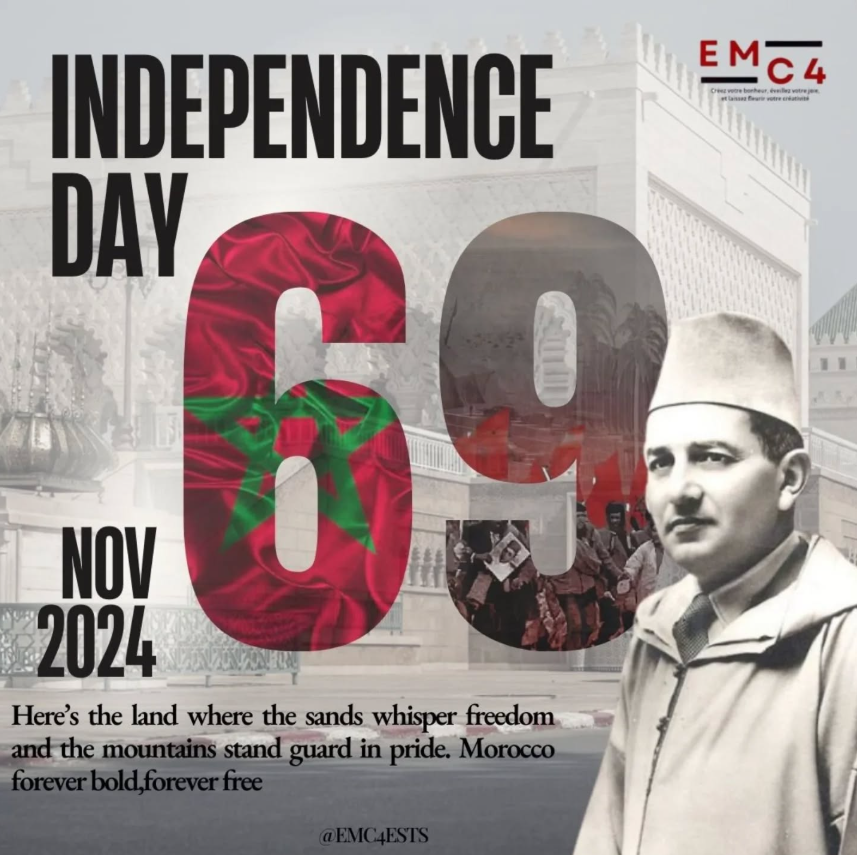 INDEPENDENCE
DAY
EMC4
Créez votre bonheur, éveillez votre joie,
et laissez fleurir votre créativité
69
NOV
2024
Here's the land where the sands whisper freedom
and the mountains stand guard in pride. Morocco
forever bold,forever free
@EMC4ESTS